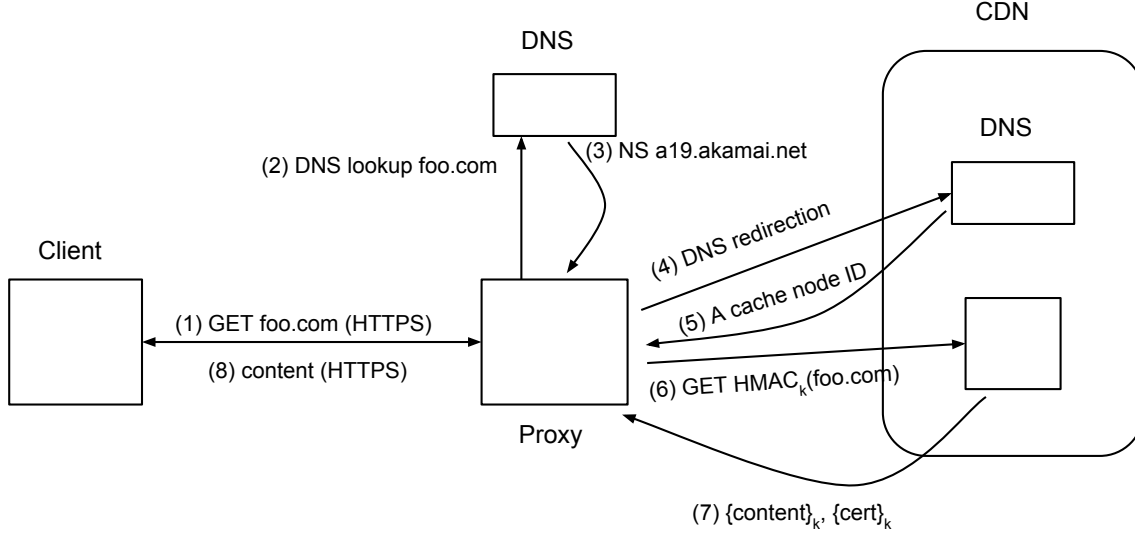 CDN
DNS
DNS
(2) DNS lookup foo.com
(3) NS a19.akamai.net
Client
(4) DNS redirection
(5) A cache node ID
(1) GET foo.com (HTTPS)
(8) content (HTTPS)
(6) GET HMACₖ(foo.com)
Proxy
(7) {content}ₖ, {cert}ₖ